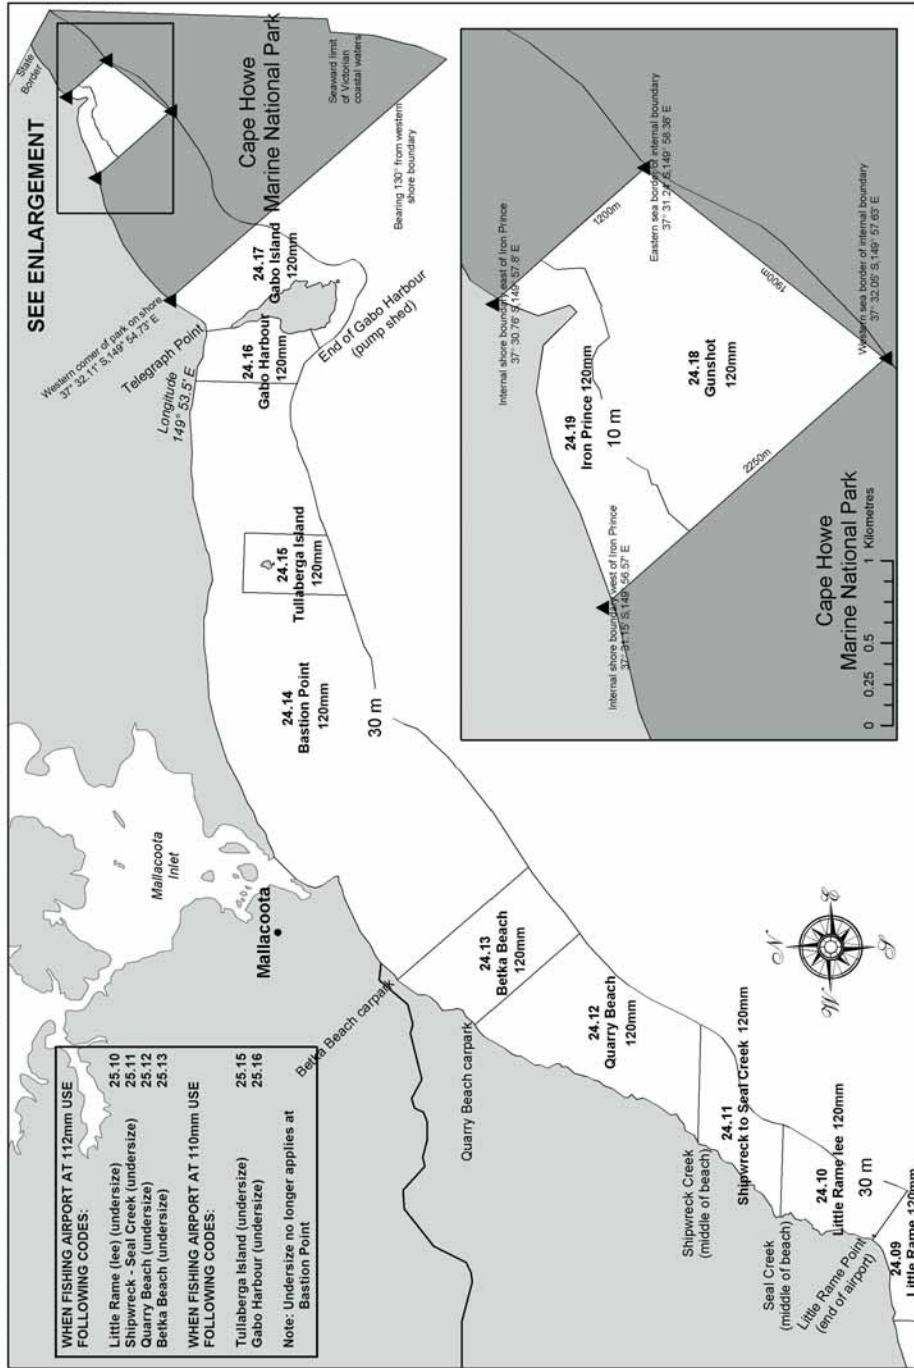 WHEN FISHING AIRPORT AT 112mm USE
FOLLOWING CODES:
Little Rame (lee) (undersize) 25.10
Shipwreck - Seal Creek (undersize) 25.11
Quarry Beach (undersize) 25.12
Betka Beach (undersize) 25.13
WHEN FISHING AIRPORT AT 110mm USE
FOLLOWING CODES:
Tullaberga Island (undersize) 25.15
Gabo Harbour (undersize) 25.16
Note: Undersize no longer applies at
Bastion Point
Mallacoota
Inlet
Mallacoota
SEE ENLARGEMENT
State
Border
Western corner of park on shore
37° 32.11' S,149° 54.73' E
Telegraph Point
Longitude
149° 53.5' E
Cape Howe
Marine National Park
Seaward limit
of Victorian
coastal waters
Bearing 130° from western
shore boundary
24.17
Gabo Island
120mm
24.16
Gabo Harbour
120mm
End of Gabo Harbour
(pump shed)
24.15
Tullaberga Island
120mm
24.14
Bastion Point
120mm
30 m
Betka Beach carpark
24.13
Betka Beach
120mm
Quarry Beach carpark
24.12
Quarry Beach
120mm
Shipwreck Creek
(middle of beach)
24.11
Shipwreck to Seal Creek 120mm
Seal Creek
(middle of beach)
24.10
Little Rame lee 120mm
30 m
Little Rame Point
(end of airport)
24.09
Little Rame 120mm
N
E
S
W
Internal shore boundary east of Iron Prince
37° 30.76' S,149° 57.8' E
Internal shore boundary west of Iron Prince
37° 31.15' S,149° 56.57' E
24.19
Iron Prince 120mm
10 m
24.18
Gunshot
120mm
1200m
1900m
2250m
Eastern sea border of internal boundary
37° 31.24' S,149° 58.38' E
Western sea border of internal boundary
37° 32.05' S,149° 57.63' E
Cape Howe
Marine National Park
0 0.25 0.5 1
Kilometres